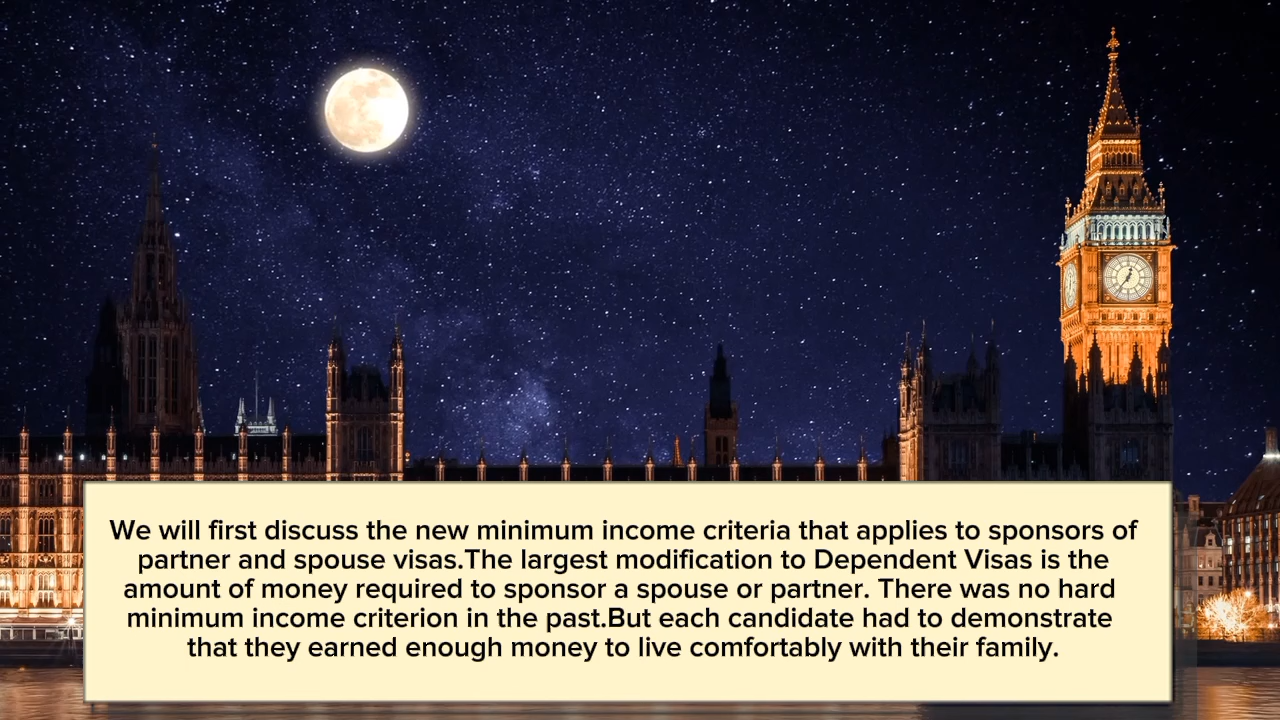 We will first discuss the new minimum income criteria that applies to sponsors of
partner and spouse visas.The largest modification to Dependent Visas is the
amount of money required to sponsor a spouse or partner. There was no hard
minimum income criterion in the past.But each candidate had to demonstrate
that they earned enough money to live comfortably with their family.